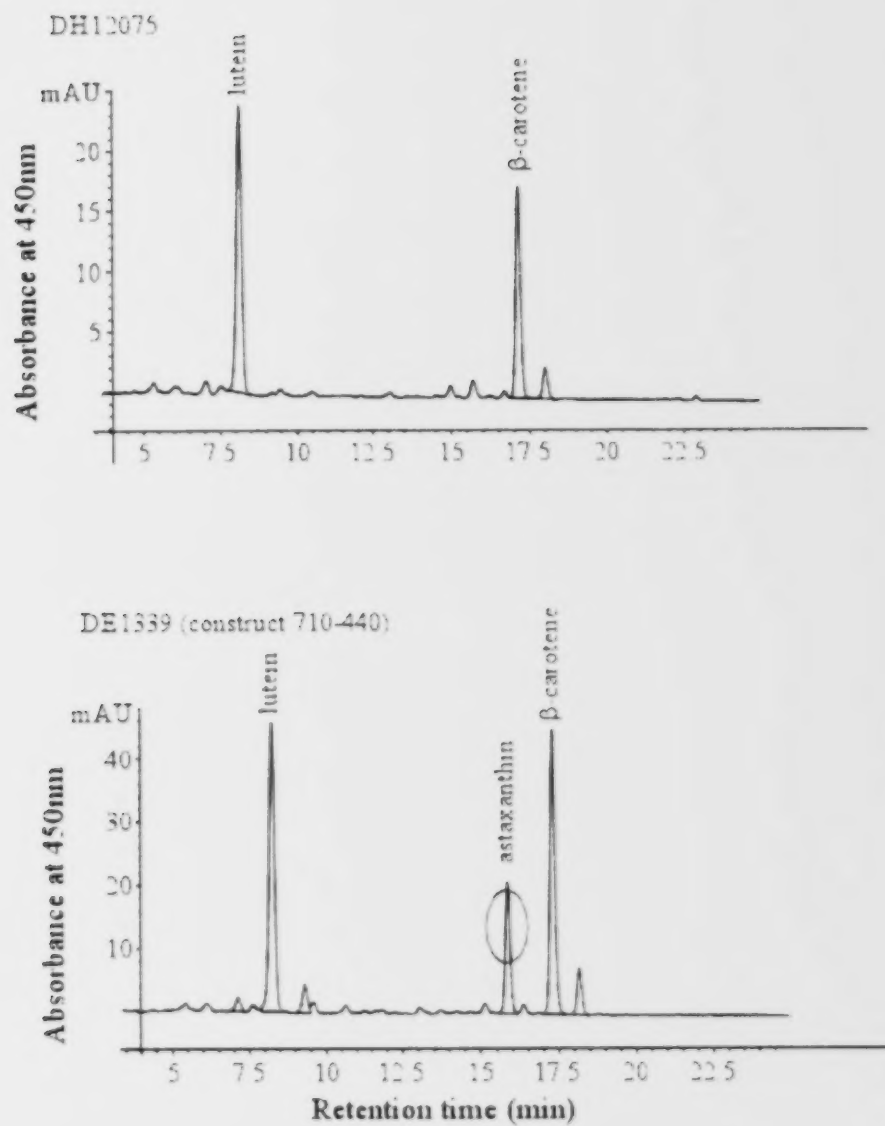 DH12075
lutein
β-carotene
mAU
20
15
10
5
Absorbance at 450nm
5 7.5 10 12.5 15 17.5 20 22.5
DE1339 (construct 710-440)
lutein
astaxanthin
β-carotene
mAU
40
30
20
10
Absorbance at 450nm
5 7.5 10 12.5 15 17.5 20 22.5
Retention time (min)